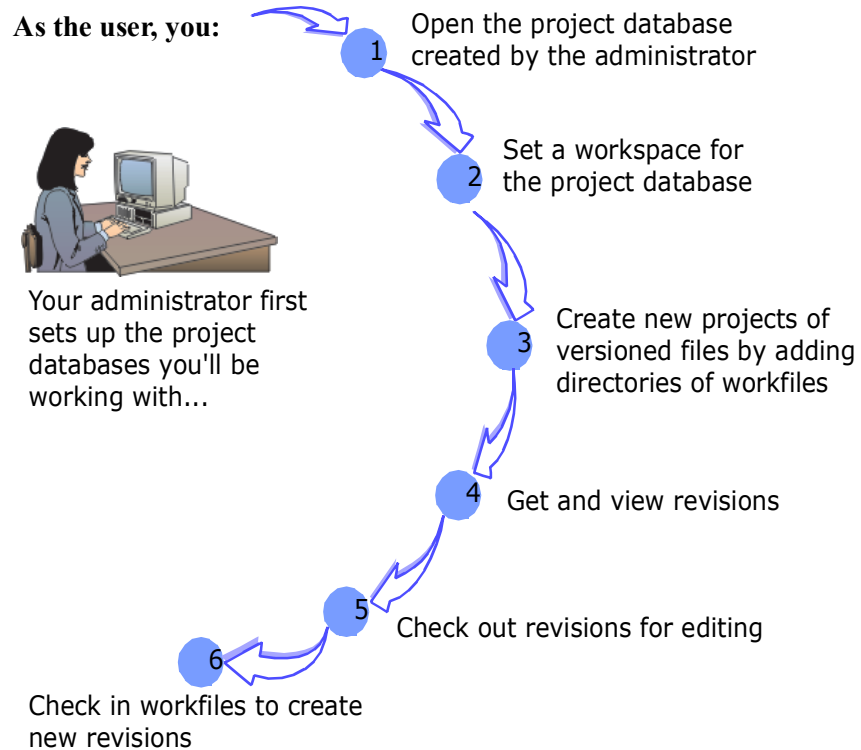 As the user, you:
1
Open the project database
created by the administrator
2
Set a workspace for
the project database
Your administrator first
sets up the project
databases you'll be
working with...
3
Create new projects of
versioned files by adding
directories of workfiles
4
Get and view revisions
5
Check out revisions for editing
6
Check in workfiles to create
new revisions